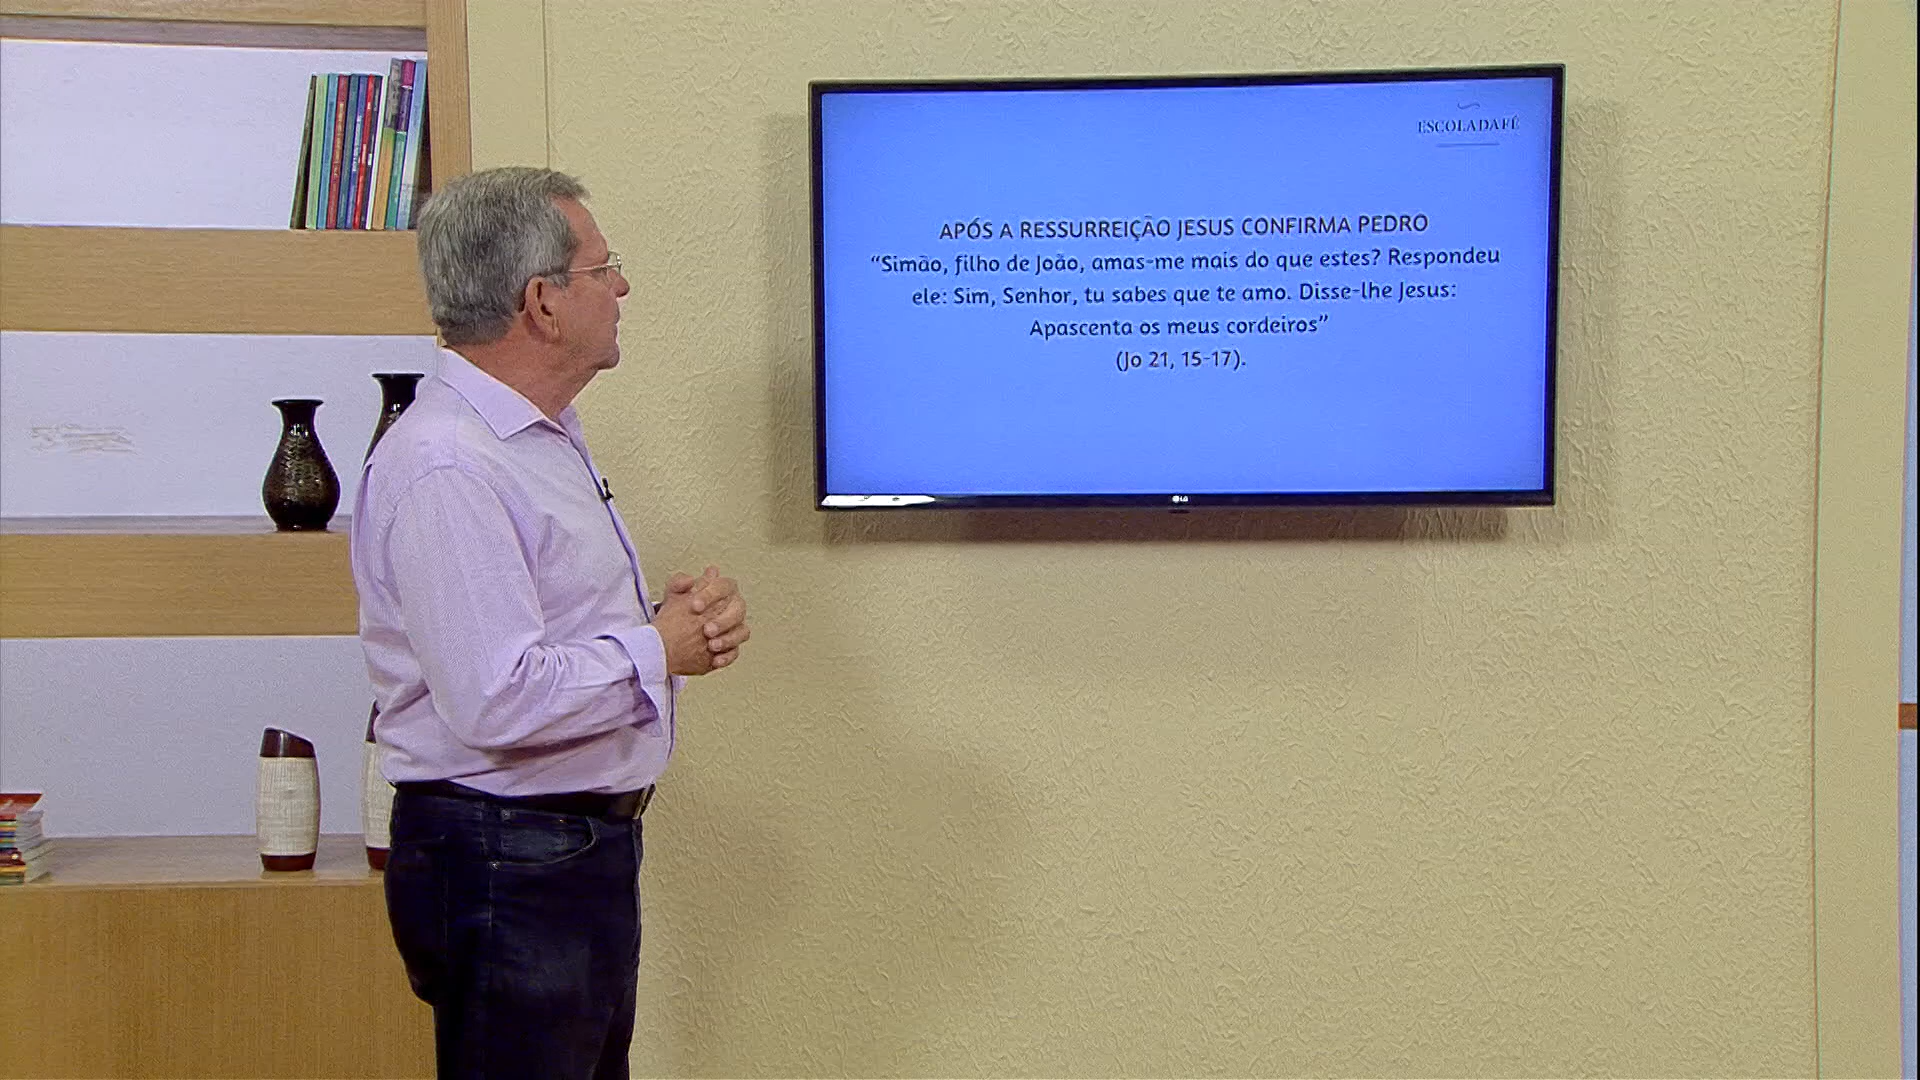 ESCOLADAFÉ
APÓS A RESSURREIÇÃO JESUS CONFIRMA PEDRO
“Simão, filho de João, amas-me mais do que estes? Respondeu
ele: Sim, Senhor, tu sabes que te amo. Disse-lhe Jesus:
Apascenta os meus cordeiros”
(Jo 21, 15-17).
LG